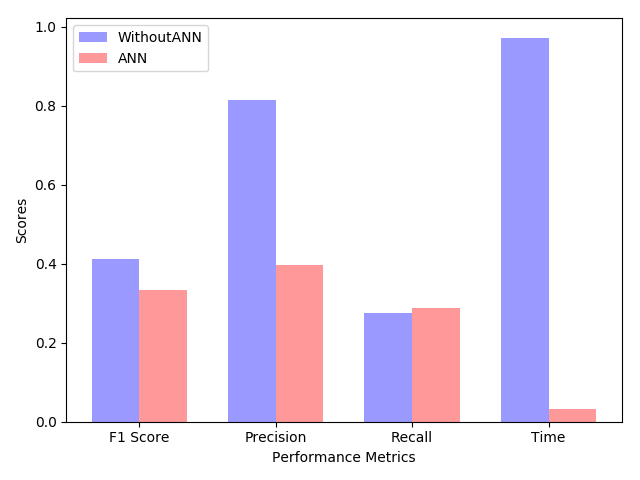 WithoutANN
ANN
Scores
1.0
0.8
0.6
0.4
0.2
0.0
F1 Score
Precision
Recall
Time
Performance Metrics